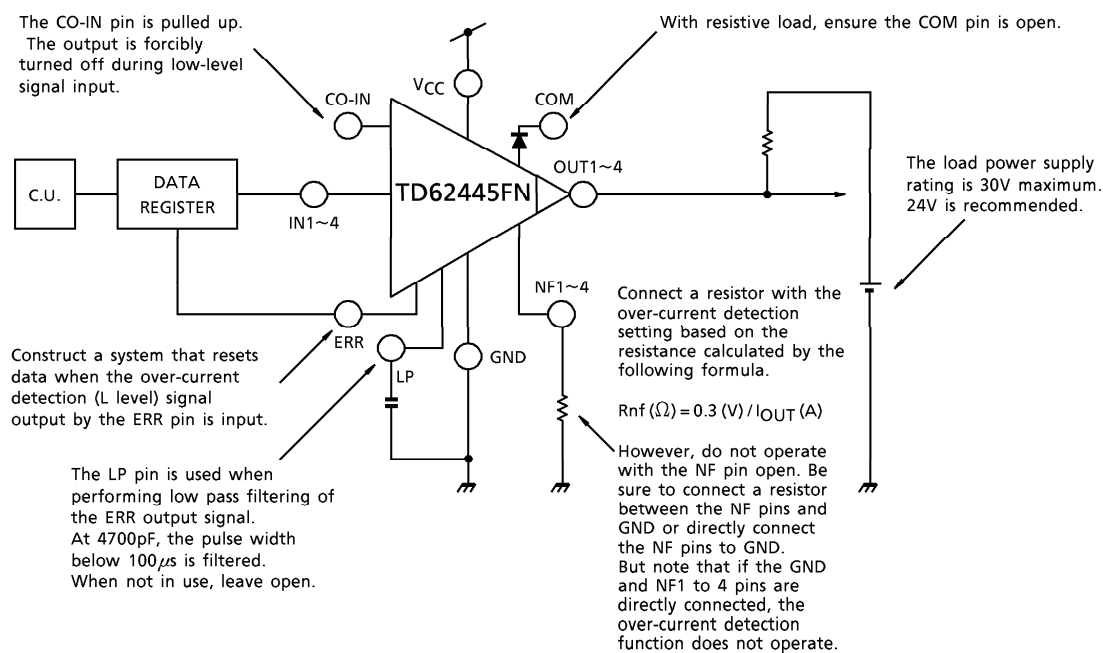 The CO-IN pin is pulled up.
The output is forcibly
turned off during low-level
signal input.
With resistive load, ensure the COM pin is open.
VCC
CO-IN
COM
C.U.
DATA
REGISTER
IN1~4
TD62445FN
OUT1~4
The load power supply
rating is 30V maximum.
24V is recommended.
NF1~4
ERR
LP
GND
Construct a system that resets
data when the over-current
detection (L level) signal
output by the ERR pin is input.
The LP pin is used when
performing low pass filtering of
the ERR output signal.
At 4700pF, the pulse width
below 100μs is filtered.
When not in use, leave open.
Connect a resistor with the
over-current detection
setting based on the
resistance calculated by the
following formula.
Rnf (Ω) = 0.3 (V) / IOUT (A)
However, do not operate
with the NF pin open. Be
sure to connect a resistor
between the NF pins and
GND or directly connect
the NF pins to GND.
But note that if the GND
and NF1 to 4 pins are
directly connected, the
over-current detection
function does not operate.